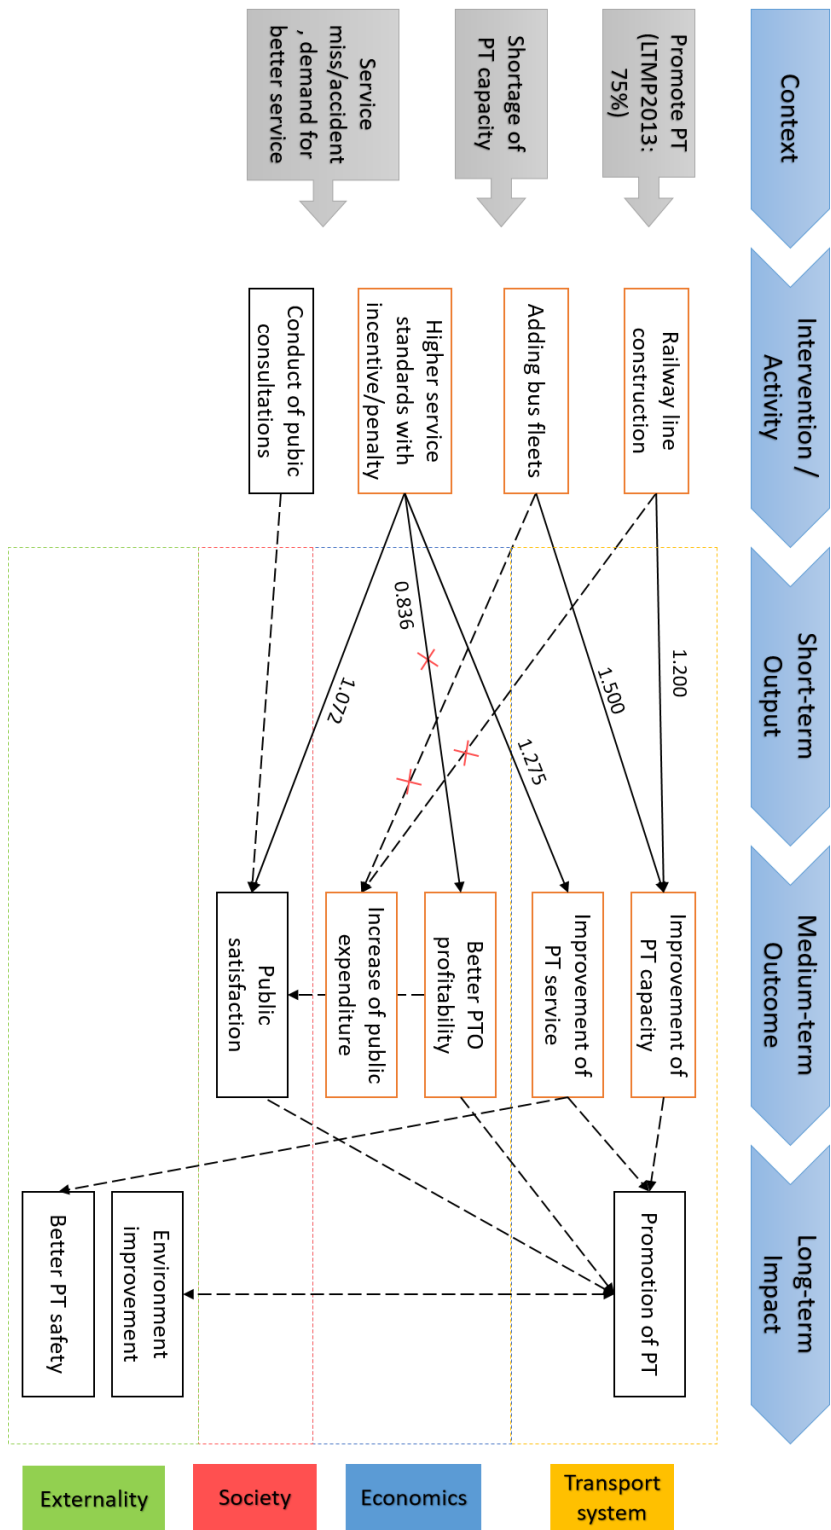 Context
Intervention /
Activity
Short-term
Output
Medium-term
Outcome
Long-term
Impact
Promote PT
(LTMP2013:
75%)
Shortage of
PT capacity
Service
miss/accident
, demand for
better service
Railway line
construction
Adding bus fleets
Higher service
standards with
incentive/penalty
Conduct of pubic
consultations
1.200
1.500
1.275
0.836
1.072
Improvement of
PT capacity
Improvement of
PT service
Better PTO
profitability
Increase of public
expenditure
Public
satisfaction
Promotion of PT
Environment
improvement
Better PT safety
Transport
system
Economics
Society
Externality